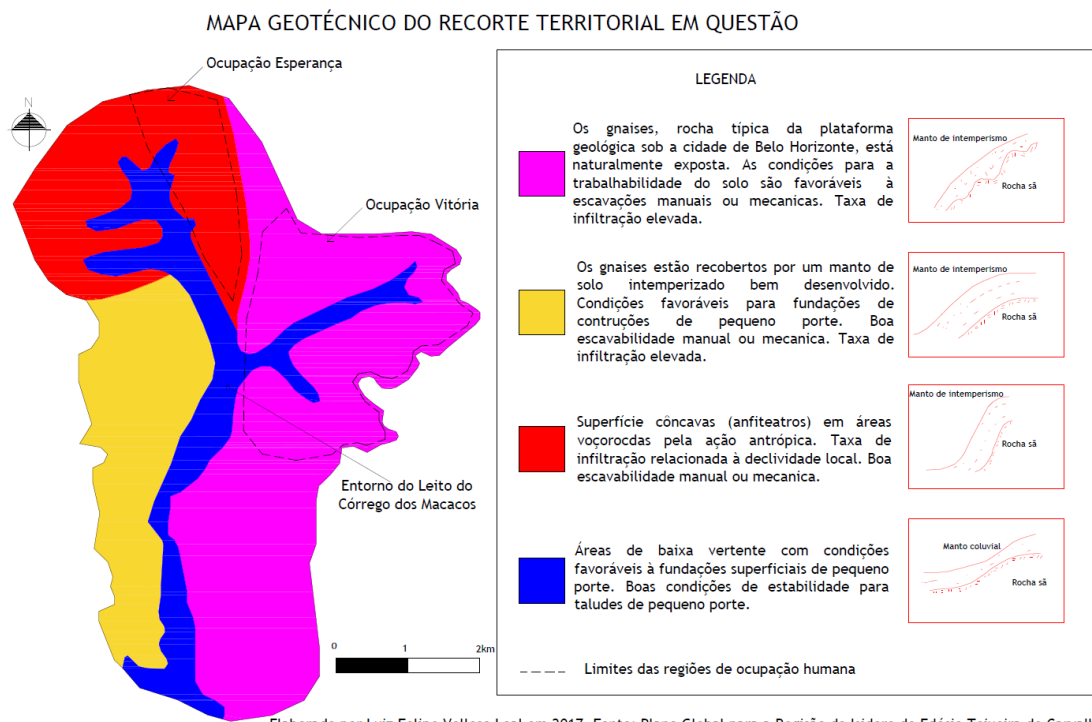 MAPA GEOTÉCNICO DO RECORTE TERRITORIAL EM QUESTÃO
Ocupação Esperança
N
Ocupação Vitória
Entorno do Leito do
Córrego dos Macacos
0 1 2km
LEGENDA
Os gnaises, rocha típica da plataforma
geológica sob a cidade de Belo Horizonte, está
naturalmente exposta. As condições para a
trabalhabilidade do solo são favoráveis à
escavações manuais ou mecanicas. Taxa de
infiltração elevada.
Manto de intemperismo
Rocha sã
Os gnaises estão recobertos por um manto de
solo intemperizado bem desenvolvido.
Condições favoráveis para fundações de
contruções de pequeno porte. Boa
escavabilidade manual ou mecanica. Taxa de
infiltração elevada.
Manto de intemperismo
Rocha sã
Superfície côncavas (anfiteatros) em áreas
voçorocdas pela ação antrópica. Taxa de
infiltração relacionada à declividade local. Boa
escavabilidade manual ou mecanica.
Manto de intemperismo
Rocha sã
Áreas de baixa vertente com condições
favoráveis à fundações superficiais de pequeno
porte. Boas condições de estabilidade para
taludes de pequeno porte.
Manto coluvial
Rocha sã
Limites das regiões de ocupação humana